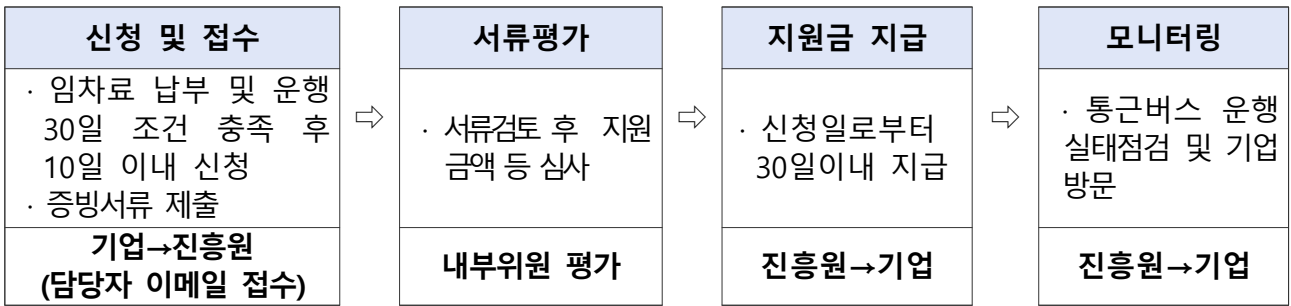 신청 및 접수
· 임차료 납부 및 운행
30일 조건 충족 후
10일 이내 신청
· 증빙서류 제출
기업→진흥원
(담당자 이메일 접수)
⇨
서류평가
· 서류검토 후 지원
금액 등 심사
내부위원 평가
⇨
지원금 지급
· 신청일로부터
30일이내 지급
진흥원→기업
⇨
모니터링
· 통근버스 운행
실태점검 및 기업
방문
진흥원→기업